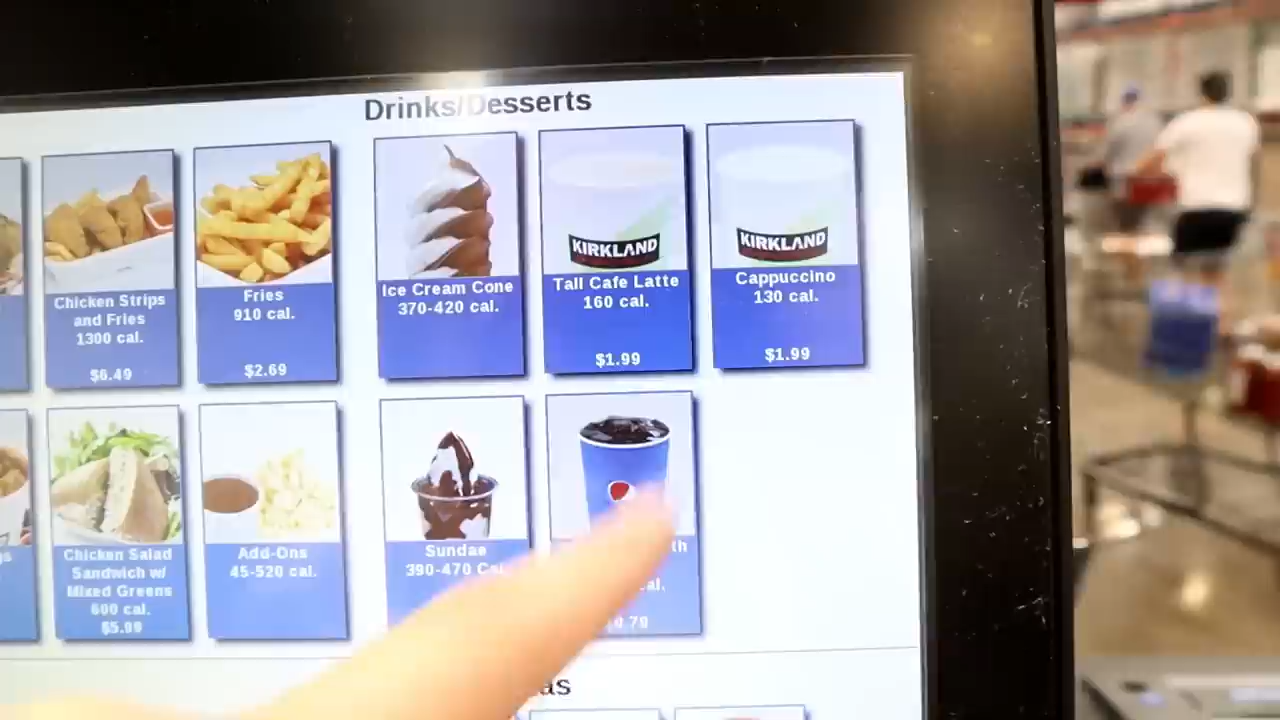 Drinks/Desserts
Chicken Strips
and Fries
1300 cal.
$6.49
Fries
910 cal.
$2.69
Ice Cream Cone
370-420 cal.
KIRKLAND
Tall Cafe Latte
160 cal.
$1.99
KIRKLAND
Cappuccino
130 cal.
$1.99
Chicken Salad
Sandwich w/
Mixed Greens
600 cal.
$5.99
Add-Ons
45-520 cal.
Sundae
390-470 Cal.